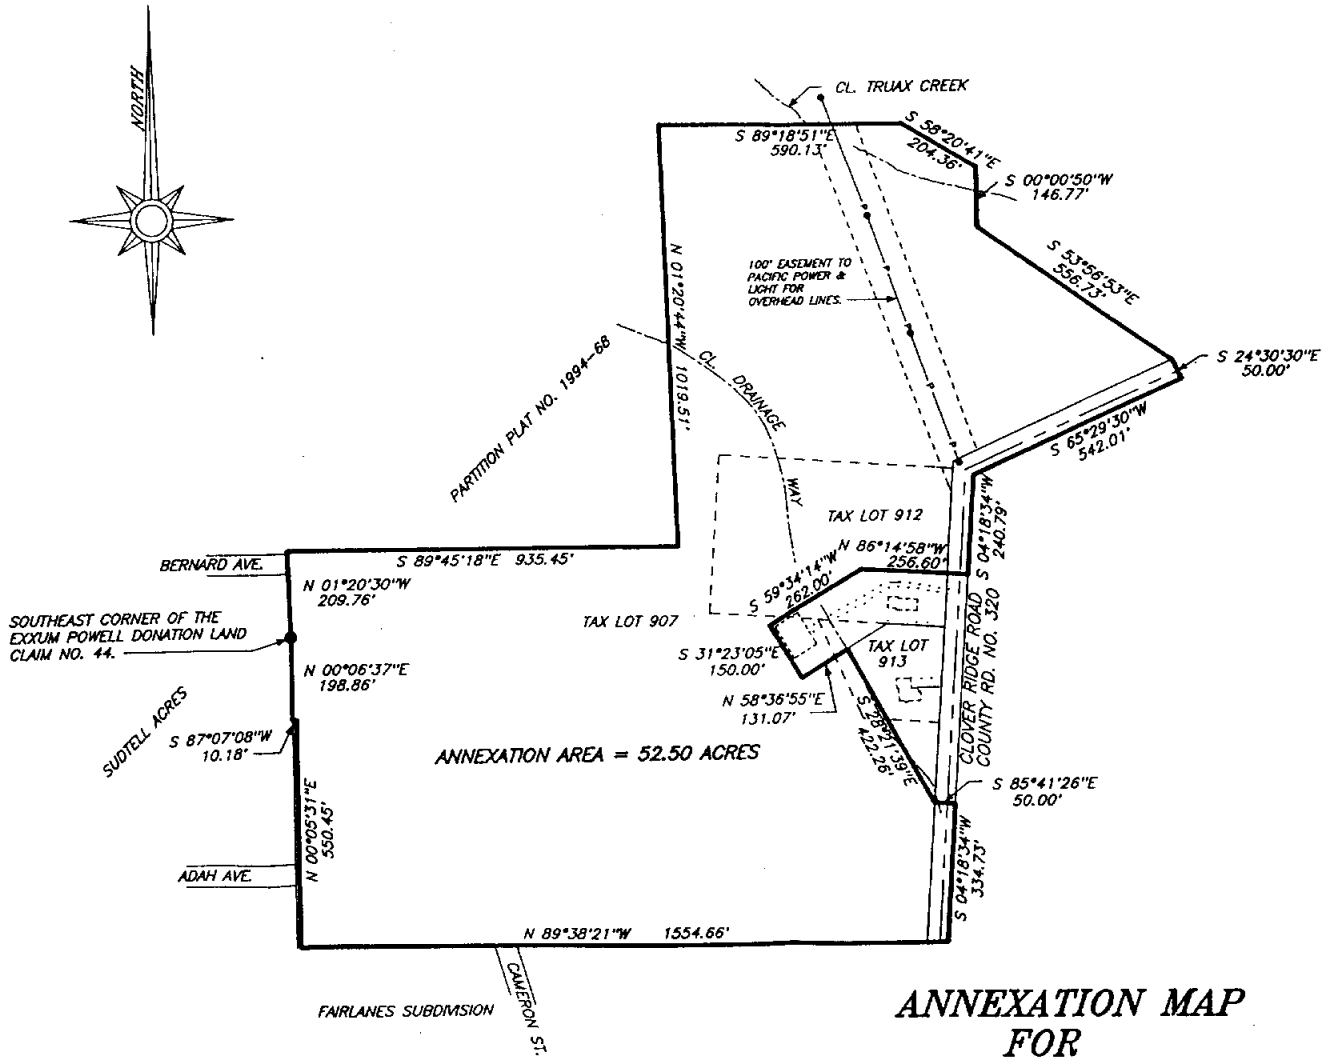 NORTH
CL. TRUAX CREEK
S 89°18'51"E
590.13'
S 58°20'41"E
204.36'
S 00°00'50"W
146.77'
S 53°56'53"E
556.73'
100' EASEMENT TO
PACIFIC POWER &
LIGHT FOR
OVERHEAD LINES.
N 01°20'44"W 1019.51'
S 24°30'30"E
50.00'
S 65°29'30"W
542.01'
PARTITION PLAT NO. 1994-68
CL. DRAINAGE WAY
TAX LOT 912
S 04°18'34"W
240.79'
N 86°14'58"W
256.60'
S 59°34'14"W
262.00'
BERNARD AVE.
S 89°45'18"E 935.45'
N 01°20'30"W
209.76'
SOUTHEAST CORNER OF THE
EXXUM POWELL DONATION LAND
CLAIM NO. 44.
TAX LOT 907
S 31°23'05"E
150.00'
TAX LOT
913
CLOVER RIDGE ROAD
COUNTY RD. NO. 320
N 00°06'37"E
198.86'
N 58°36'55"E
131.07'
S 28°21'39"E
422.26'
SUDTELL ACRES
S 87°07'08"W
10.18'
ANNEXATION AREA = 52.50 ACRES
S 85°41'26"E
50.00'
N 00°05'31"E
550.45'
ADAH AVE.
S 04°18'34"W
334.73'
N 89°38'21"W 1554.66'
CAMERON ST.
FAIRLANES SUBDIVISION
ANNEXATION MAP
FOR